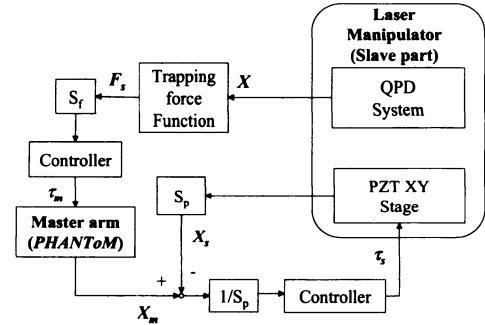 Laser
Manipulator
(Slave part)
QPD
System
X
Trapping
force
Function
F_s
S_f
Controller
τ_m
Master arm
(PHANToM)
PZT XY
Stage
S_p
X_s
τ_s
+
-
X_m
1/S_p
Controller